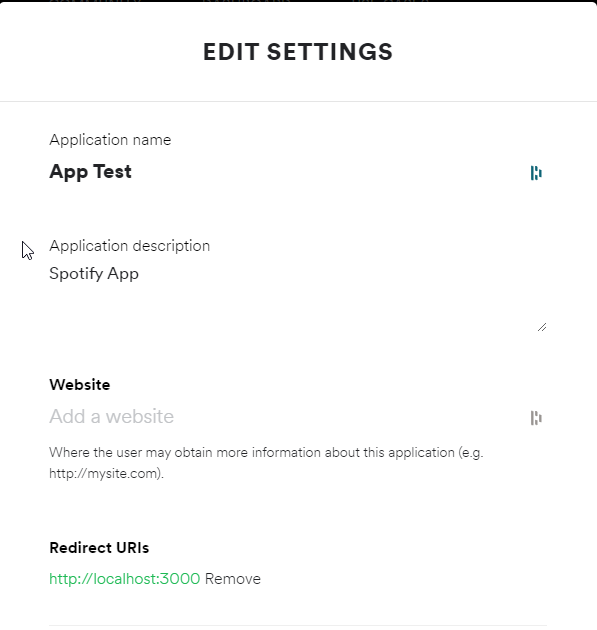 EDIT SETTINGS
Application name
App Test
Application description
Spotify App
Website
Add a website
Where the user may obtain more information about this application (e.g.
http://mysite.com).
Redirect URIs
http://localhost:3000 Remove